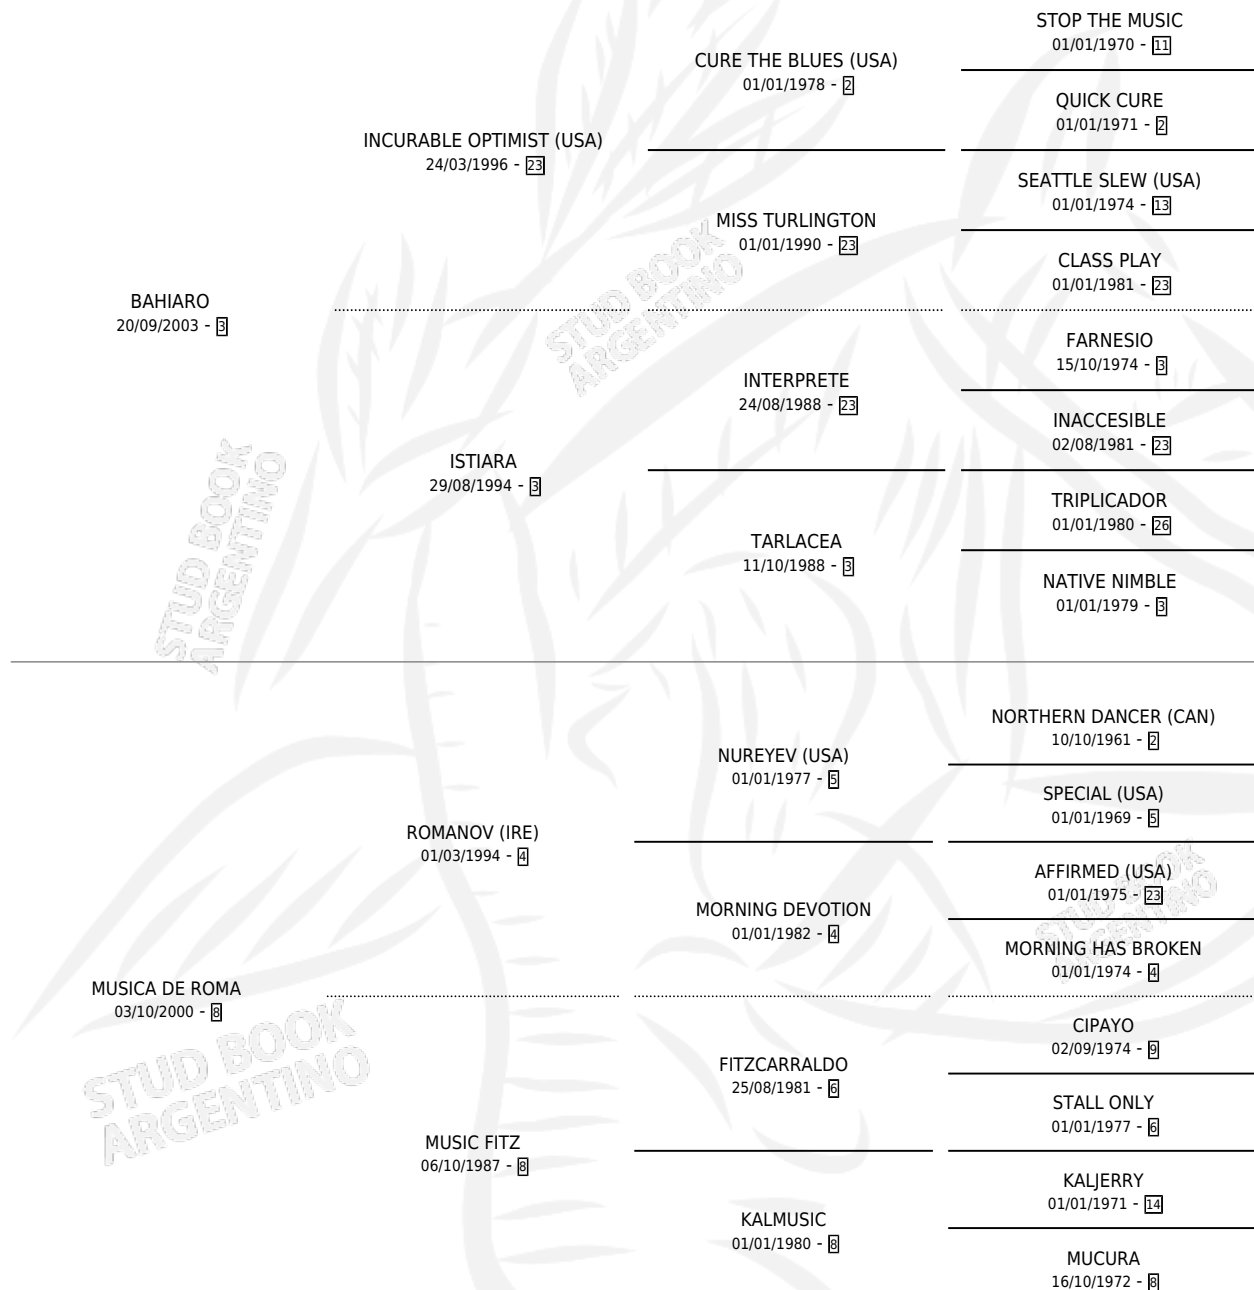 STOP THE MUSIC
01/01/1970 - 11
CURE THE BLUES (USA)
01/01/1978 - 2
QUICK CURE
01/01/1971 - 2
INCURABLE OPTIMIST (USA)
24/03/1996 - 23
SEATTLE SLEW (USA)
01/01/1974 - 13
MISS TURLINGTON
01/01/1990 - 23
CLASS PLAY
01/01/1981 - 23
BAHIARO
20/09/2003 - 3
STUD BOOK
ARGENTINO
FARNESIO
15/10/1974 - 3
INTERPRETE
24/08/1988 - 23
INACCESIBLE
02/08/1981 - 23
ISTIARA
29/08/1994 - 3
TRIPLICADOR
01/01/1980 - 26
TARLACEA
11/10/1988 - 3
NATIVE NIMBLE
01/01/1979 - 3
STUD BOOK
ARGENTINO
NORTHERN DANCER (CAN)
10/10/1961 - 2
NUREYEV (USA)
01/01/1977 - 5
SPECIAL (USA)
01/01/1969 - 5
ROMANOV (IRE)
01/03/1994 - 4
AFFIRMED (USA)
01/01/1975 - 23
MORNING DEVOTION
01/01/1982 - 4
STUD BOOK
ARGENTINO
MORNING HAS BROKEN
01/01/1974 - 4
MUSICA DE ROMA
03/10/2000 - 8
STUD BOOK
ARGENTINO
CIPAYO
02/09/1974 - 9
FITZCARRALDO
25/08/1981 - 6
STALL ONLY
01/01/1977 - 6
MUSIC FITZ
06/10/1987 - 8
KALJERRY
01/01/1971 - 14
KALMUSIC
01/01/1980 - 8
MUCURA
16/10/1972 - 8